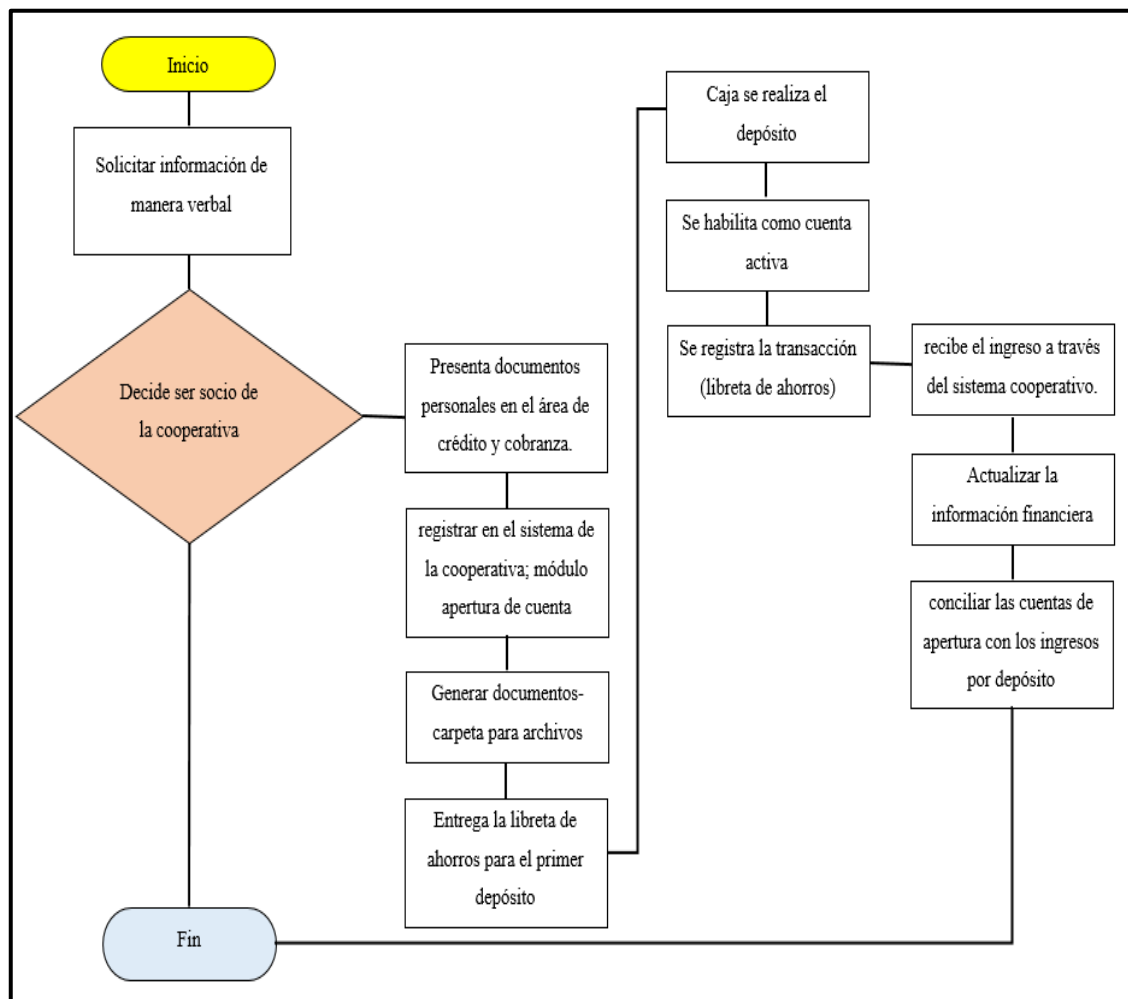 Inicio
Solicitar información de
manera verbal
Decide ser socio de
la cooperativa
Presenta documentos
personales en el área de
crédito y cobranza.
registrar en el sistema de
la cooperativa; módulo
apertura de cuenta
Generar documentos-
carpeta para archivos
Entrega la libreta de
ahorros para el primer
depósito
Caja se realiza el
depósito
Se habilita como cuenta
activa
Se registra la transacción
(libreta de ahorros)
recibe el ingreso a través
del sistema cooperativo.
Actualizar la
información financiera
conciliar las cuentas de
apertura con los ingresos
por depósito
Fin